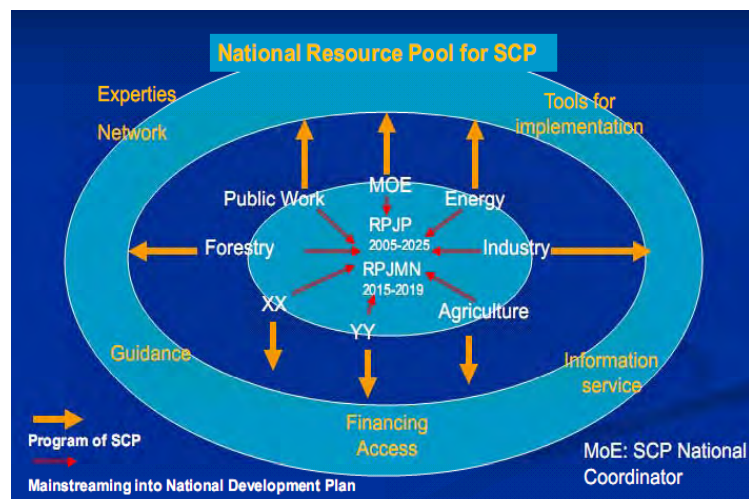 National Resource Pool for SCP
Experties
Network
Tools for
implementation
Public Work
MOE
Energy
RPJP
2005-2025
Forestry
Industry
RPJMN
2015-2019
XX
YY
Agriculture
Guidance
Information
service
Financing
Access
Program of SCP
Mainstreaming into National Development Plan
MoE: SCP National
Coordinator